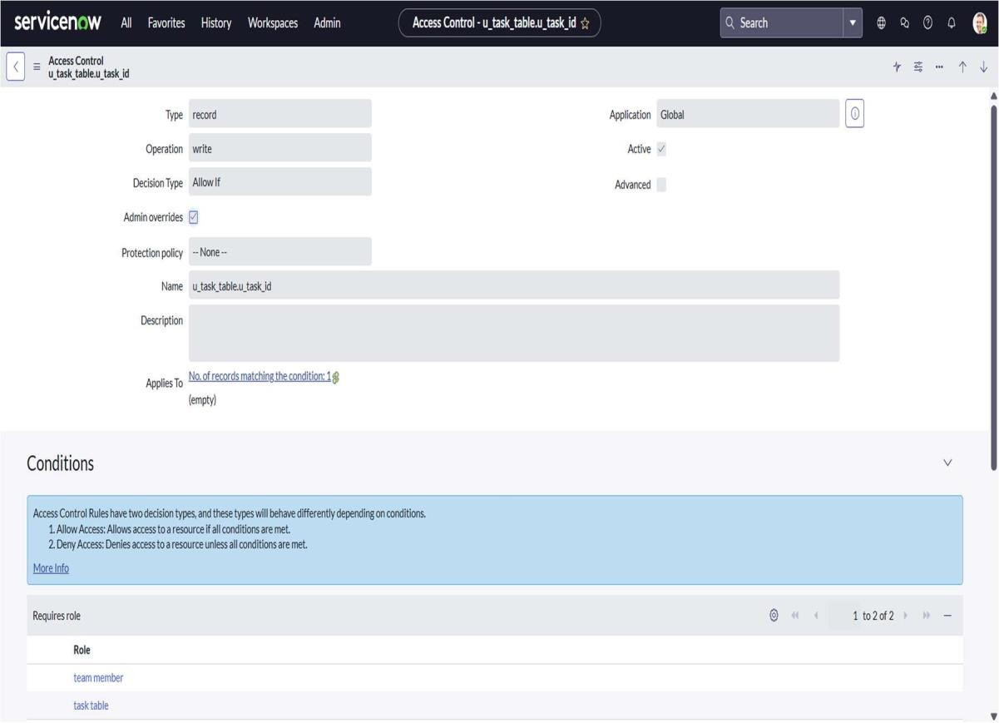 servicenow All Favorites History Workspaces Admin Access Control - u_task_table.u_task_id Search
Access Control
u_task_table.u_task_id
Type record Application Global
Operation write Active
Decision Type Allow If Advanced
Admin overrides
Protection policy -- None --
Name u_task_table.u_task_id
Description
Applies To No. of records matching the condition: 1
(empty)
Conditions
Access Control Rules have two decision types, and these types will behave differently depending on conditions.
1. Allow Access: Allows access to a resource if all conditions are met.
2. Deny Access: Denies access to a resource unless all conditions are met.
More Info
Requires role 1 to 2 of 2
Role
team member
task table